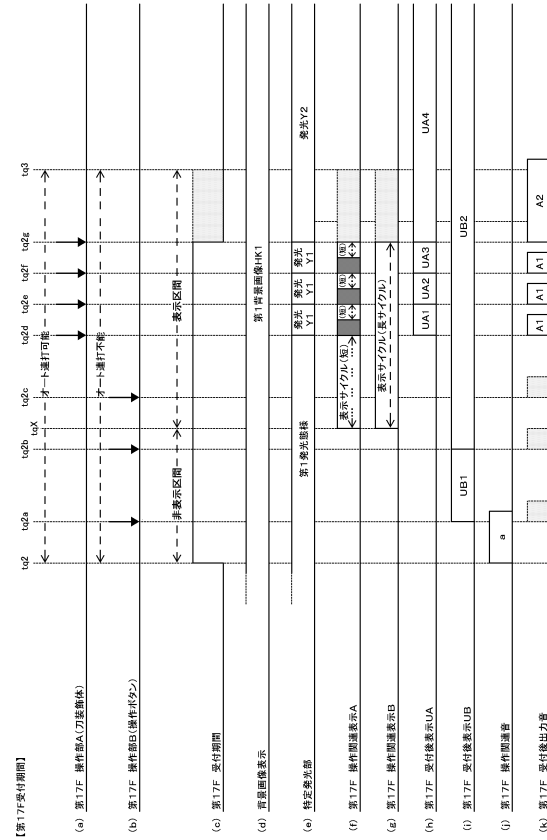 【第17F受付期間】
tq2 tq2a tq2b tqX tq2c tq2d tq2e tq2f tq2g tq3
オート連打可能
(a) 第17F 操作部A(刀装飾体)
オート連打不能
(b) 第17F 操作部B(操作ボタン)
非表示区間 表示区間
(c) 第17F 受付期間
(d) 背景画像表示 第1背景画像HK1
(e) 特定発光部 第1発光態様 発光Y1 発光Y1 発光Y1 発光Y2
(f) 第17F 操作関連表示A 表示サイクル(短) (短) (短) (短)
(g) 第17F 操作関連表示B 表示サイクル(長サイクル)
(h) 第17F 受付後表示UA UA1 UA2 UA3 UA4
(i) 第17F 受付後表示UB UB1 UB2
(j) 第17F 操作関連音 a
(k) 第17F 受付後出力音 A1 A1 A1 A2